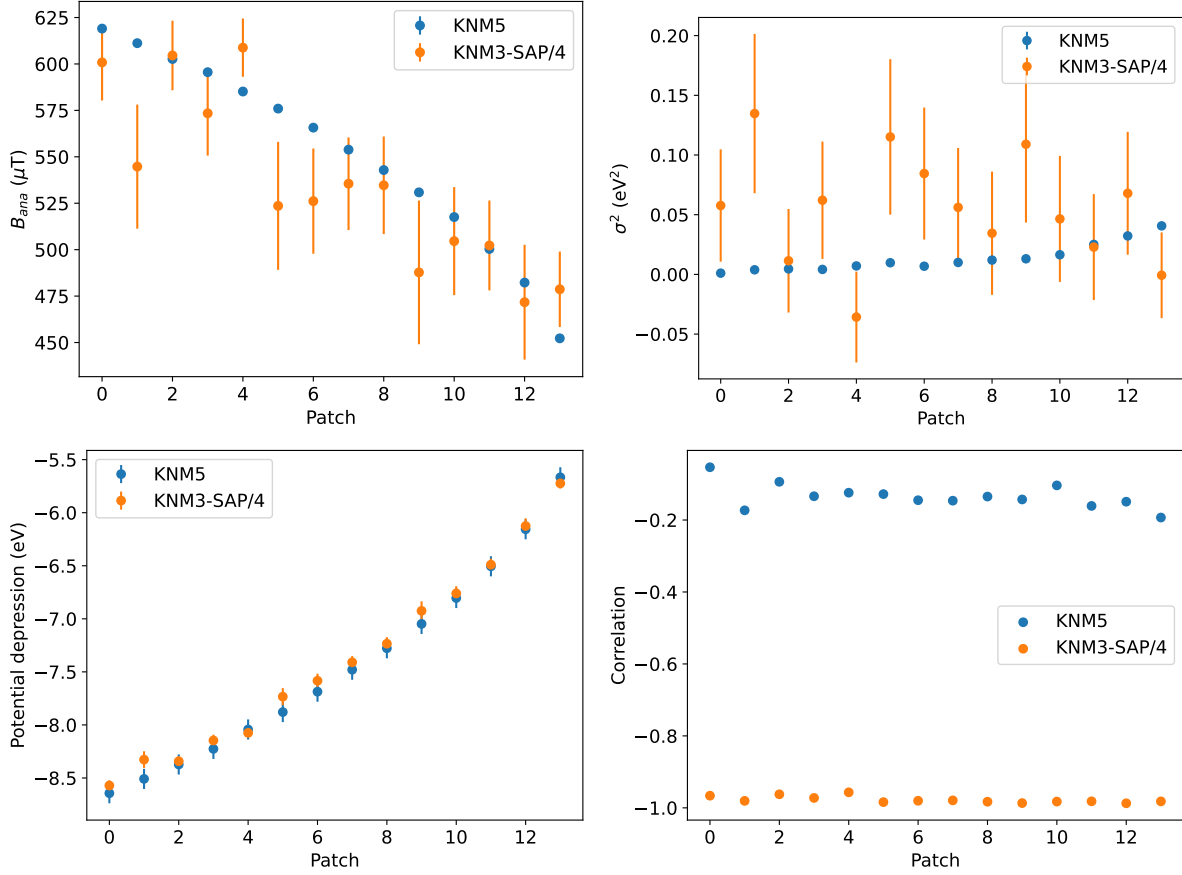 625
600
575
550
525
500
475
450
B_ana (μT)
0 2 4 6 8 10 12
Patch
KNM5
KNM3-SAP/4
0.20
0.15
0.10
0.05
0.00
−0.05
σ² (eV²)
0 2 4 6 8 10 12
Patch
KNM5
KNM3-SAP/4
−5.5
−6.0
−6.5
−7.0
−7.5
−8.0
−8.5
Potential depression (eV)
0 2 4 6 8 10 12
Patch
KNM5
KNM3-SAP/4
−0.2
−0.4
−0.6
−0.8
−1.0
Correlation
0 2 4 6 8 10 12
Patch
KNM5
KNM3-SAP/4